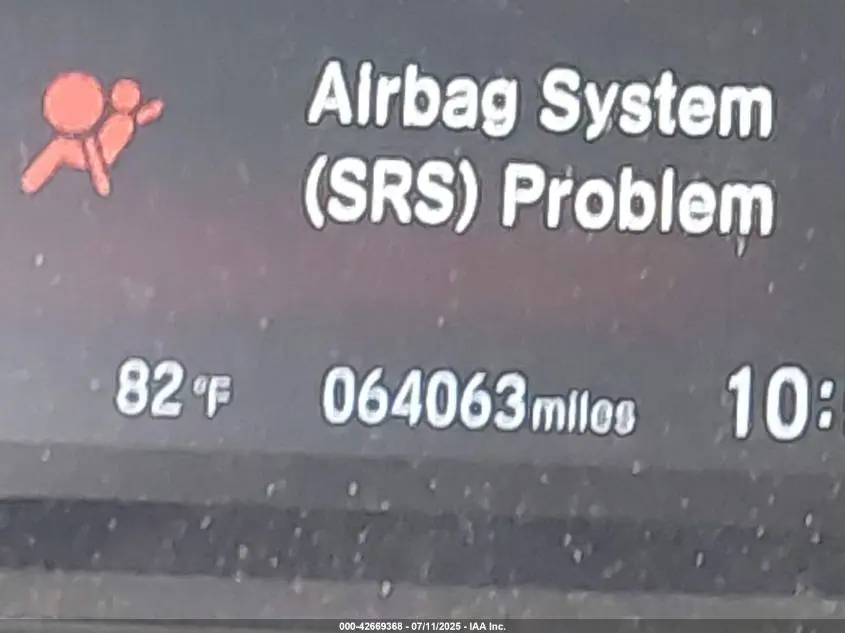 Airbag System
(SRS) Problem
82°F 064063 miles 10:
000-42669368 - 07/11/2025 - IAA Inc.